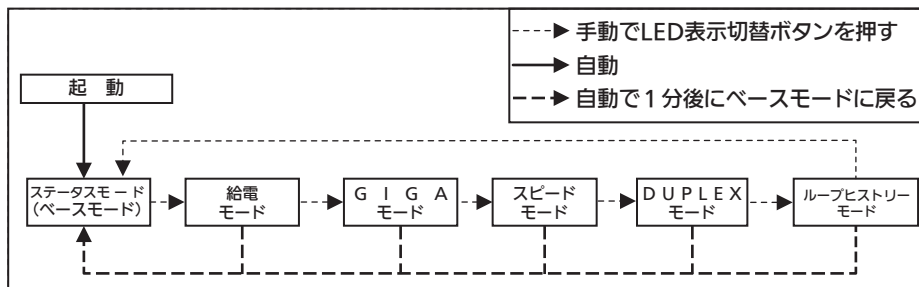 手動でLED表示切替ボタンを押す
自動
自動で1分後にベースモードに戻る
起 動
ステータスモード
(ベースモード)
給電
モード
G I G A
モード
スピード
モード
D U P L E X
モード
ループヒストリー
モード